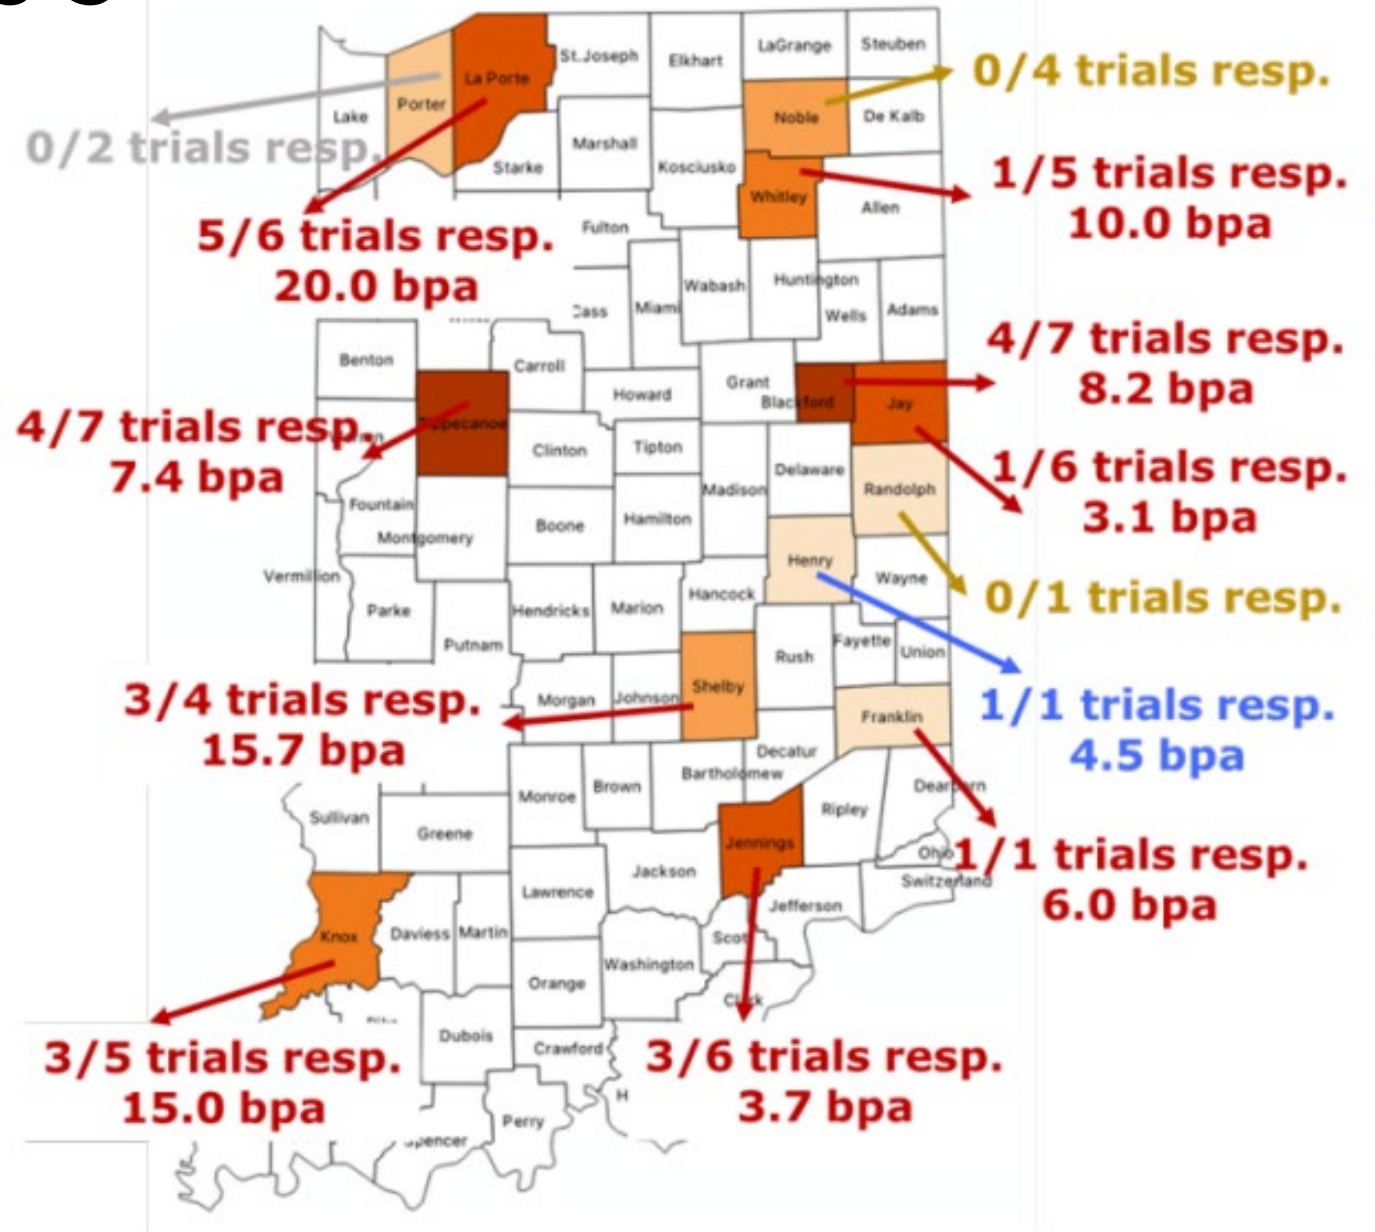 St.Joseph
Elkhart
LaGrange
Steuben
La Porte
0/4 trials resp.
Lake
Porter
Noble
De Kalb
0/2 trials resp.
Starke
Marshall
Kosciusko
1/5 trials resp.
10.0 bpa
Whitley
Allen
5/6 trials resp.
20.0 bpa
Fulton
Wabash
Huntington
Miami
Wells
Adams
4/7 trials resp.
8.2 bpa
Benton
Carroll
Howard
Grant
Blackford
Jay
4/7 trials resp.
7.4 bpa
Clinton
Tipton
Delaware
1/6 trials resp.
3.1 bpa
Madison
Randolph
Fountain
Boone
Hamilton
Montgomery
Henry
Vermillion
Wayne
0/1 trials resp.
Parke
Hendricks
Marion
Hancock
Putnam
Rush
Fayette
Union
3/4 trials resp.
15.7 bpa
Morgan
Johnson
Shelby
1/1 trials resp.
4.5 bpa
Franklin
Decatur
Bartholomew
Monroe
Brown
Sullivan
Greene
Ripley
Jennings
1/1 trials resp.
6.0 bpa
Ohio
Switzerland
Jackson
Lawrence
Jefferson
Knox
Daviess
Martin
Washington
Orange
3/5 trials resp.
15.0 bpa
Dubois
Crawford
H
3/6 trials resp.
3.7 bpa
Perry